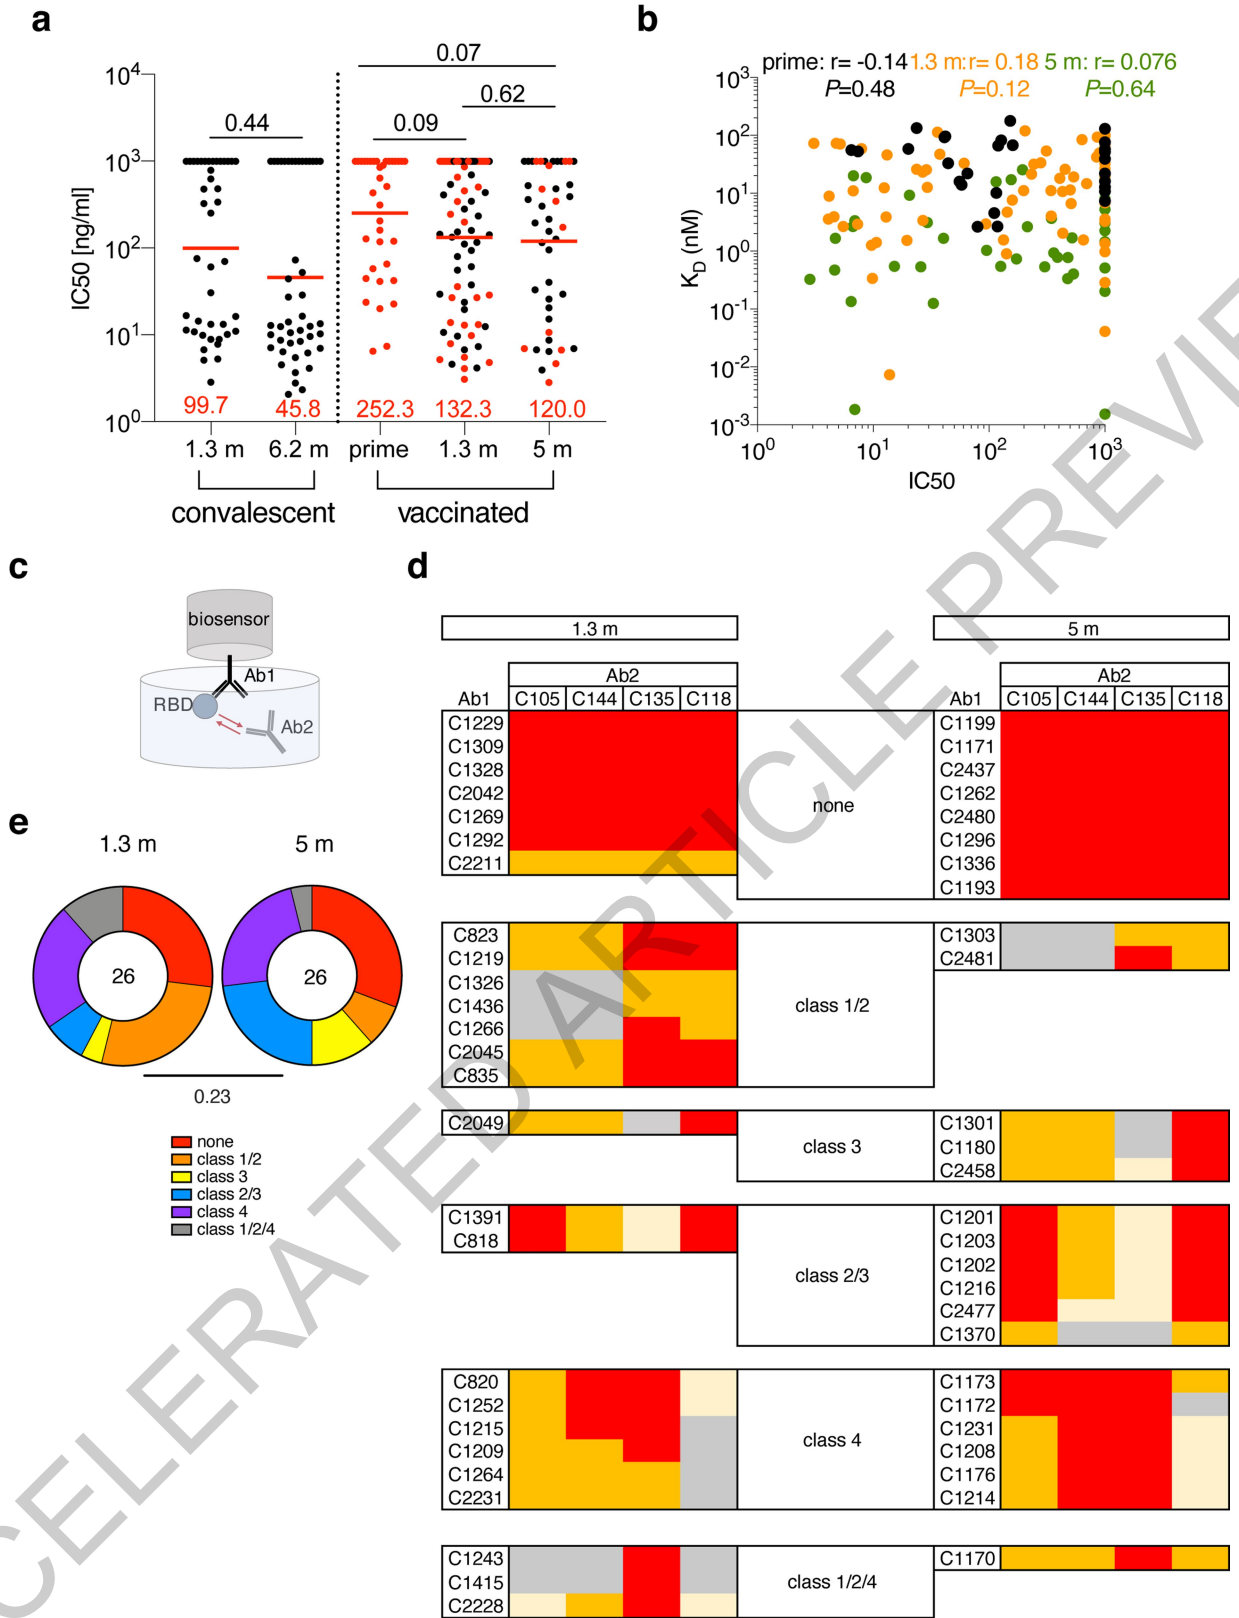 a
10⁴
10³
10²
10¹
10⁰
IC50 [ng/ml]
0.07
0.62
0.44
0.09
99.7
45.8
252.3
132.3
120.0
1.3 m
6.2 m
prime
1.3 m
5 m
convalescent
vaccinated
b
prime: r= -0.14 1.3 m:r= 0.18 5 m: r= 0.076
P=0.48 P=0.12 P=0.64
10³
10²
10¹
10⁰
10⁻¹
10⁻²
10⁻³
K_D (nM)
10⁰ 10¹ 10² 10³
IC50
c
biosensor
Ab1
RBD
Ab2
d
1.3 m
Ab2
Ab1 C105 C144 C135 C118
C1229
C1309
C1328
C2042
C1269
C1292
C2211
C823
C1219
C1326
C1436
C1266
C2045
C835
C2049
C1391
C818
C820
C1252
C1215
C1209
C1264
C2231
C1243
C1415
C2228
none
class 1/2
class 3
class 2/3
class 4
class 1/2/4
5 m
Ab2
Ab1 C105 C144 C135 C118
C1199
C1171
C2437
C1262
C2480
C1296
C1336
C1193
C1303
C2481
C1301
C1180
C2458
C1201
C1203
C1202
C1216
C2477
C1370
C1173
C1172
C1231
C1208
C1176
C1214
C1170
e
1.3 m
5 m
26
26
0.23
none
class 1/2
class 3
class 2/3
class 4
class 1/2/4
CELERATED ARTICLE PREVIE